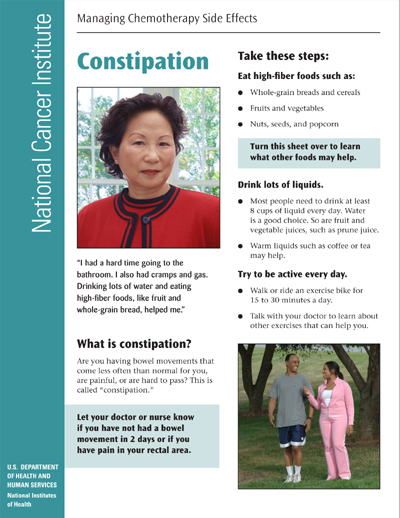 National Cancer Institute
Managing Chemotherapy Side Effects
Constipation
"I had a hard time going to the
bathroom. I also had cramps and gas.
Drinking lots of water and eating
high-fiber foods, like fruit and
whole-grain bread, helped me."
What is constipation?
Are you having bowel movements that
come less often than normal for you,
are painful, or are hard to pass? This is
called “constipation.”
Let your doctor or nurse know
if you have not had a bowel
movement in 2 days or if you
have pain in your rectal area.
Take these steps:
Eat high-fiber foods such as:
● Whole-grain breads and cereals
● Fruits and vegetables
● Nuts, seeds, and popcorn
Turn this sheet over to learn
what other foods may help.
Drink lots of liquids.
● Most people need to drink at least
8 cups of liquid every day. Water
is a good choice. So are fruit and
vegetable juices, such as prune juice.
● Warm liquids such as coffee or tea
may help.
Try to be active every day.
● Walk or ride an exercise bike for
15 to 30 minutes a day.
● Talk with your doctor to learn about
other exercises that can help you.
U.S. DEPARTMENT
OF HEALTH AND
HUMAN SERVICES
National Institutes
of Health